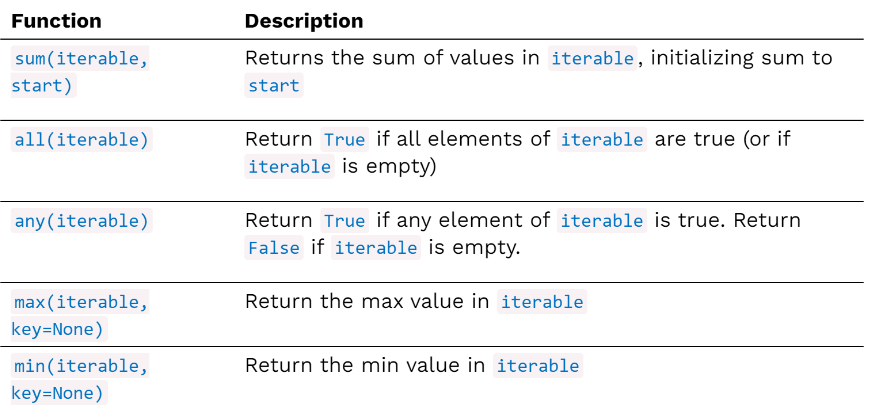 Function Description
sum(iterable, Returns the sum of values in iterable, initializing sum to
start) start
all(iterable) Return True if all elements of iterable are true (or if
iterable is empty)
any(iterable) Return True if any element of iterable is true. Return
False if iterable is empty.
max(iterable, Return the max value in iterable
key=None)
min(iterable, Return the min value in iterable
key=None)